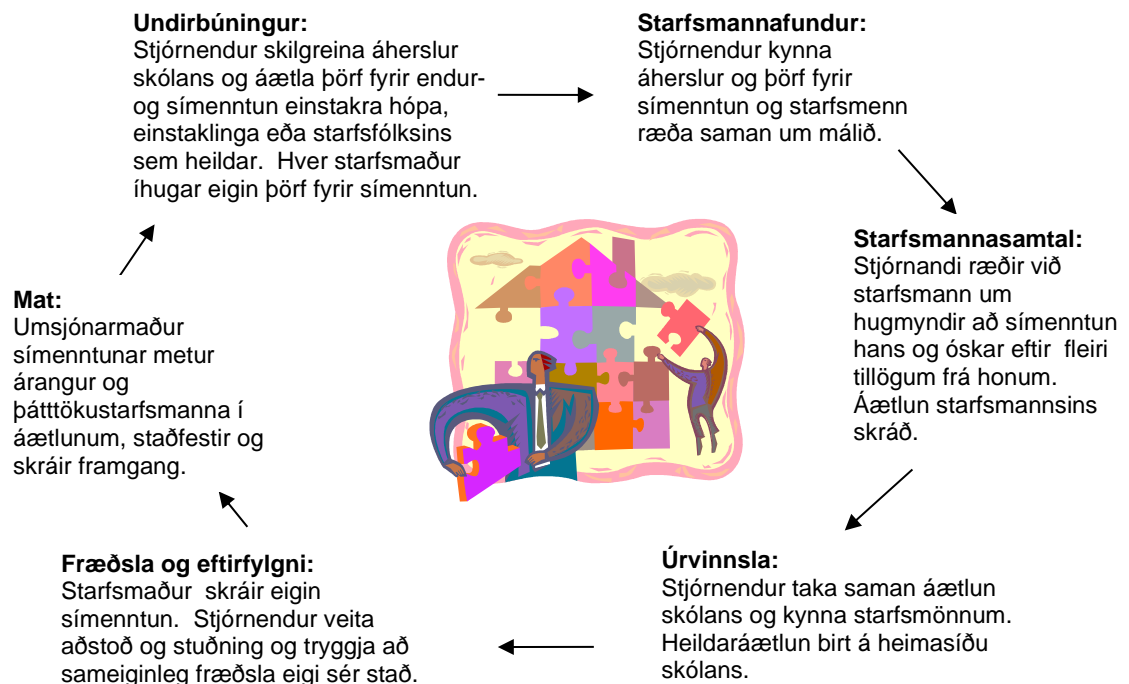 Undirbúningur:
Stjórnendur skilgreina áherslur
skólans og áætla þörf fyrir endur-
og símenntun einstakra hópa,
einstaklinga eða starfsfólksins
sem heildar.  Hver starfsmaður
íhugar eigin þörf fyrir símenntun.
Starfsmannafundur:
Stjórnendur kynna
áherslur og þörf fyrir
símenntun og starfsmenn
ræða saman um málið.
Starfsmannasamtal:
Stjórnandi ræðir við
starfsmann um
hugmyndir að símenntun
hans og óskar eftir  fleiri
tillögum frá honum.
Áætlun starfsmannsins
skráð.
Úrvinnsla:
Stjórnendur taka saman áætlun
skólans og kynna starfsmönnum.
Heildaráætlun birt á heimasíðu
skólans.
Fræðsla og eftirfylgni:
Starfsmaður  skráir eigin
símenntun.  Stjórnendur veita
aðstoð og stuðning og tryggja að
sameiginleg fræðsla eigi sér stað.
Mat:
Umsjónarmaður
símenntunar metur
árangur og
þátttökustarfsmanna í
áætlunum, staðfestir og
skráir framgang.